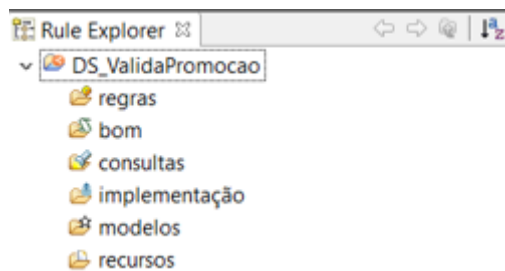 Rule Explorer
DS_ValidaPromocao
regras
bom
consultas
implementação
modelos
recursos